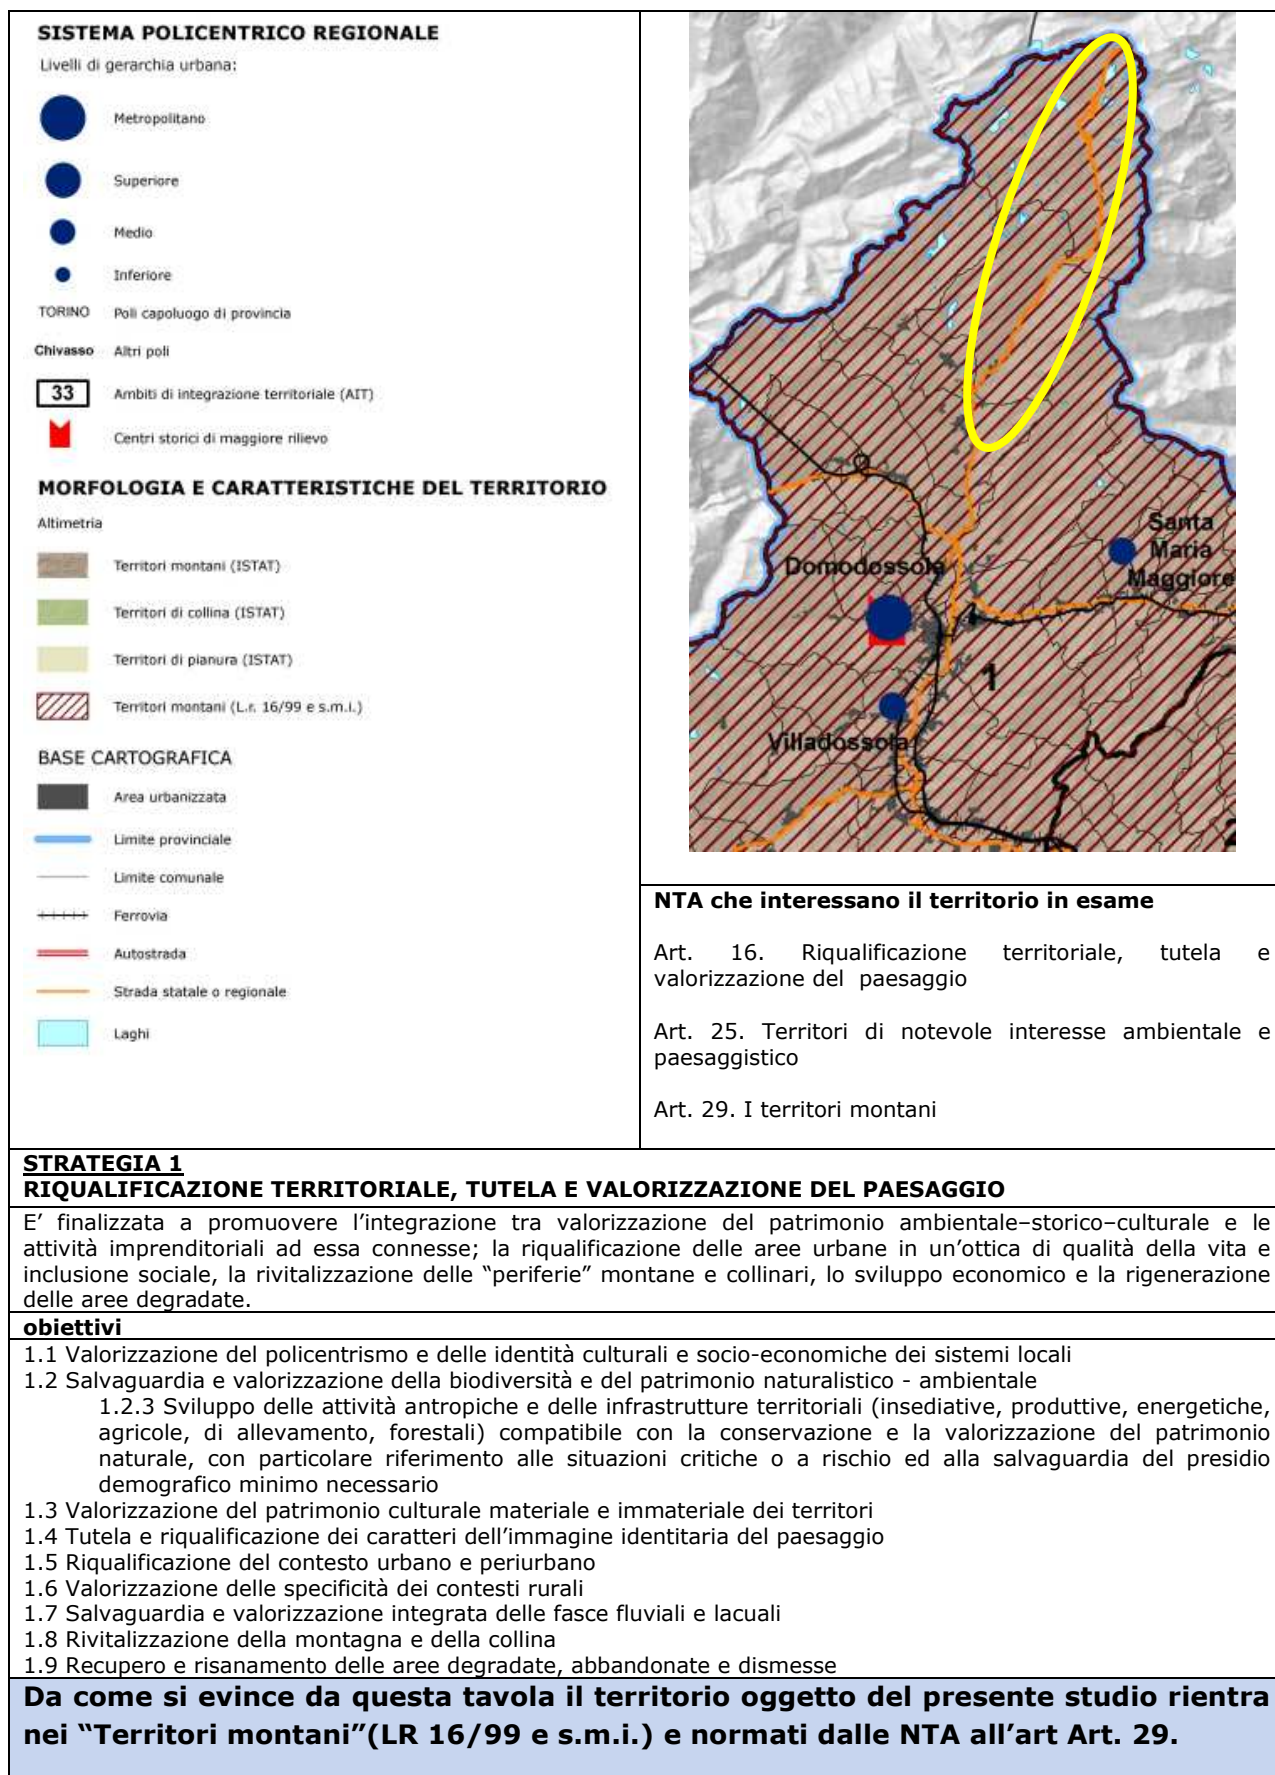 SISTEMA POLICENTRICO REGIONALE
Livelli di gerarchia urbana:
Metropolitano
Superiore
Medio
Inferiore
TORINO Poli capoluogo di provincia
Chivasso Altri poli
33 Ambiti di integrazione territoriale (AIT)
Centri storici di maggiore rilievo
MORFOLOGIA E CARATTERISTICHE DEL TERRITORIO
Altimetria
Territori montani (ISTAT)
Territori di collina (ISTAT)
Territori di pianura (ISTAT)
Territori montani (L.r. 16/99 e s.m.i.)
BASE CARTOGRAFICA
Area urbanizzata
Limite provinciale
Limite comunale
Ferrovia
Autostrada
Strada statale o regionale
Laghi
Santa
Maria
Maggiore
Domodossola
1
Villadossola
NTA che interessano il territorio in esame
Art. 16. Riqualificazione territoriale, tutela e
valorizzazione del paesaggio
Art. 25. Territori di notevole interesse ambientale e
paesaggistico
Art. 29. I territori montani
STRATEGIA 1
RIQUALIFICAZIONE TERRITORIALE, TUTELA E VALORIZZAZIONE DEL PAESAGGIO
E’ finalizzata a promuovere l’integrazione tra valorizzazione del patrimonio ambientale–storico–culturale e le
attività imprenditoriali ad essa connesse; la riqualificazione delle aree urbane in un’ottica di qualità della vita e
inclusione sociale, la rivitalizzazione delle “periferie” montane e collinari, lo sviluppo economico e la rigenerazione
delle aree degradate.
obiettivi
1.1 Valorizzazione del policentrismo e delle identità culturali e socio-economiche dei sistemi locali
1.2 Salvaguardia e valorizzazione della biodiversità e del patrimonio naturalistico - ambientale
1.2.3 Sviluppo delle attività antropiche e delle infrastrutture territoriali (insediative, produttive, energetiche,
agricole, di allevamento, forestali) compatibile con la conservazione e la valorizzazione del patrimonio
naturale, con particolare riferimento alle situazioni critiche o a rischio ed alla salvaguardia del presidio
demografico minimo necessario
1.3 Valorizzazione del patrimonio culturale materiale e immateriale dei territori
1.4 Tutela e riqualificazione dei caratteri dell’immagine identitaria del paesaggio
1.5 Riqualificazione del contesto urbano e periurbano
1.6 Valorizzazione delle specificità dei contesti rurali
1.7 Salvaguardia e valorizzazione integrata delle fasce fluviali e lacuali
1.8 Rivitalizzazione della montagna e della collina
1.9 Recupero e risanamento delle aree degradate, abbandonate e dismesse
Da come si evince da questa tavola il territorio oggetto del presente studio rientra
nei “Territori montani”(LR 16/99 e s.m.i.) e normati dalle NTA all’art Art. 29.